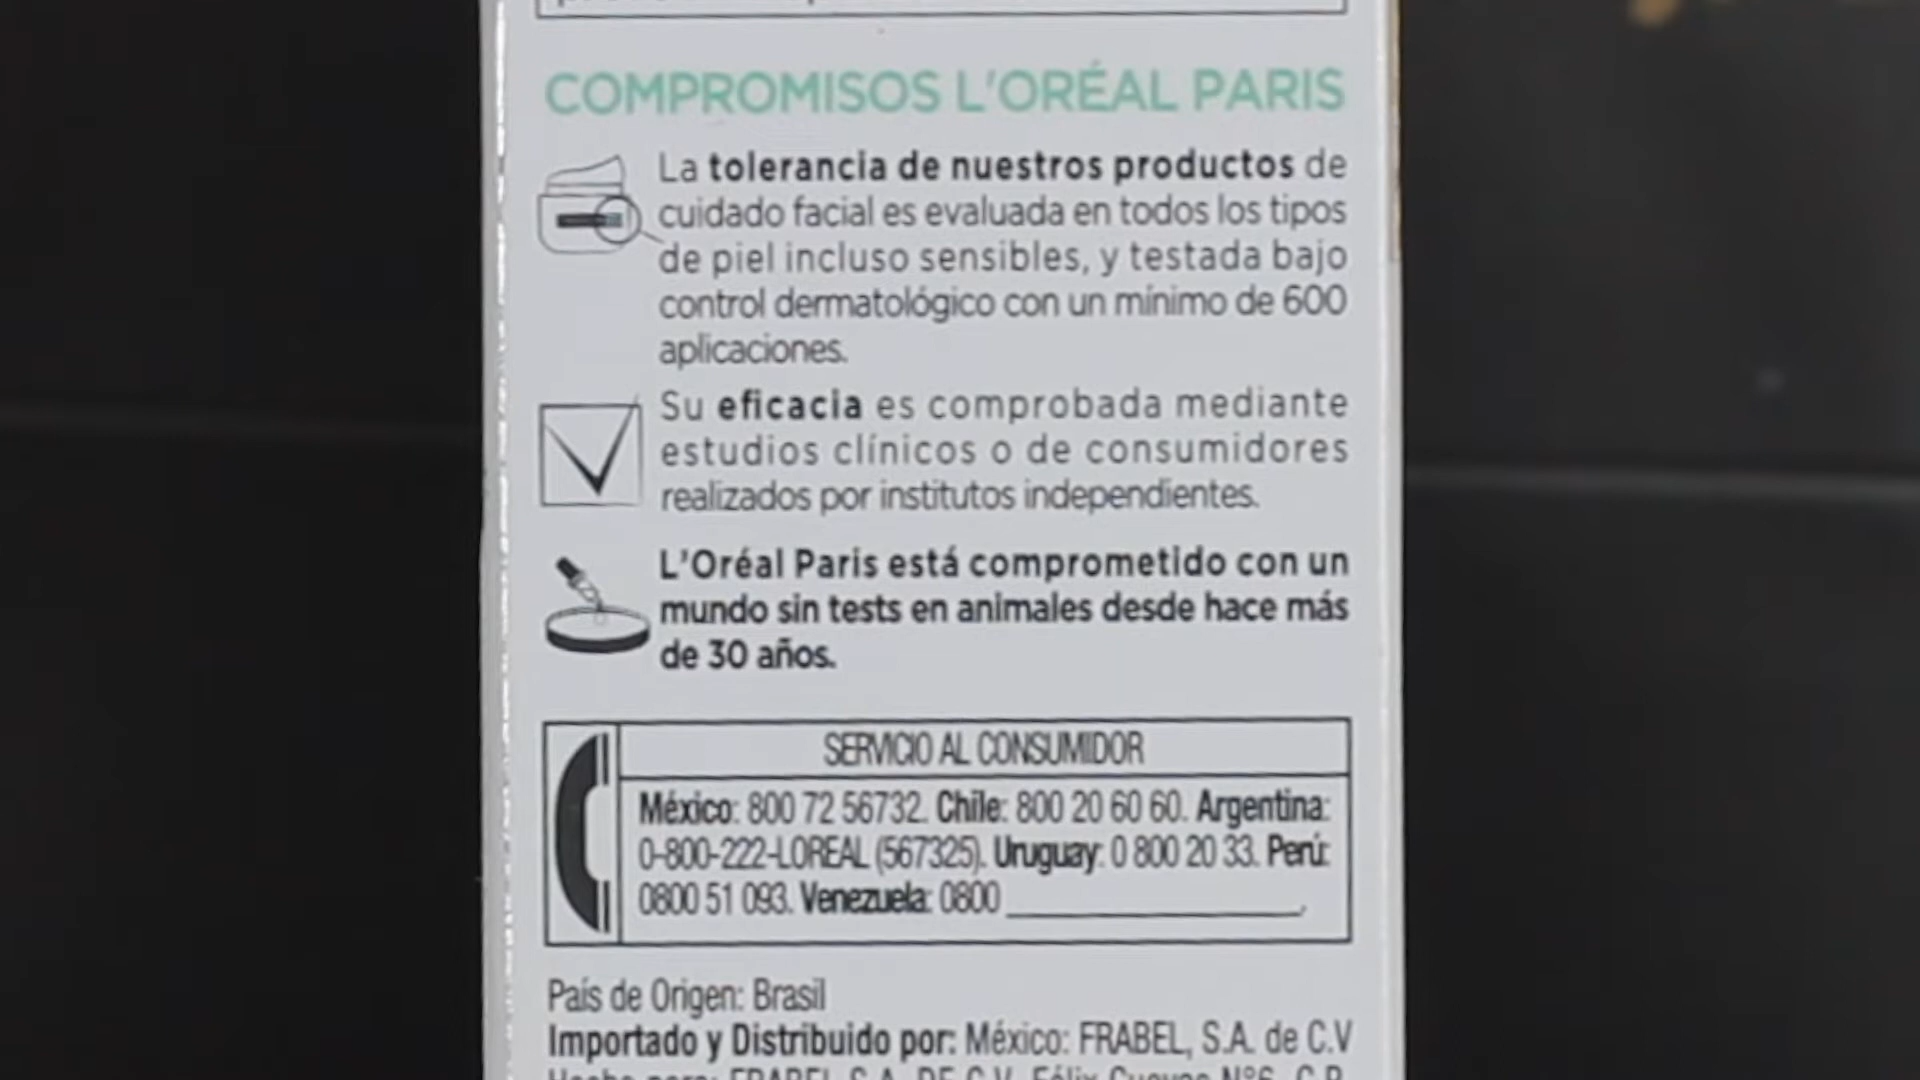 COMPROMISOS L'ORÉAL PARIS
La tolerancia de nuestros productos de
cuidado facial es evaluada en todos los tipos
de piel incluso sensibles, y testada bajo
control dermatológico con un mínimo de 600
aplicaciones.
Su eficacia es comprobada mediante
estudios clínicos o de consumidores
realizados por institutos independientes.
L'Oréal Paris está comprometido con un
mundo sin tests en animales desde hace más
de 30 años.
SERVICIO AL CONSUMIDOR
México: 800 72 56732. Chile: 800 20 60 60. Argentina:
0-800-222-LOREAL (567325). Uruguay: 0 800 20 33. Perú:
0800 51 093. Venezuela: 0800 ____________.
País de Origen: Brasil
Importado y Distribuido por: México: FRABEL, S.A. de C.V